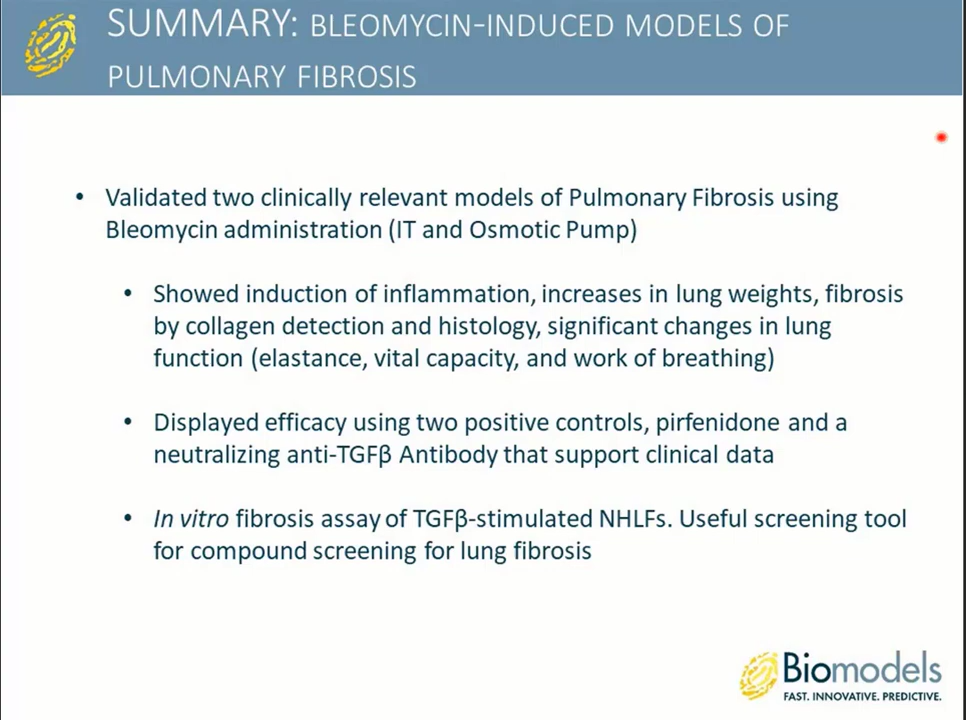 SUMMARY: BLEOMYCIN-INDUCED MODELS OF
PULMONARY FIBROSIS
• Validated two clinically relevant models of Pulmonary Fibrosis using
Bleomycin administration (IT and Osmotic Pump)
• Showed induction of inflammation, increases in lung weights, fibrosis
by collagen detection and histology, significant changes in lung
function (elastance, vital capacity, and work of breathing)
• Displayed efficacy using two positive controls, pirfenidone and a
neutralizing anti-TGFβ Antibody that support clinical data
• In vitro fibrosis assay of TGFβ-stimulated NHLFs. Useful screening tool
for compound screening for lung fibrosis
Biomodels
FAST. INNOVATIVE. PREDICTIVE.